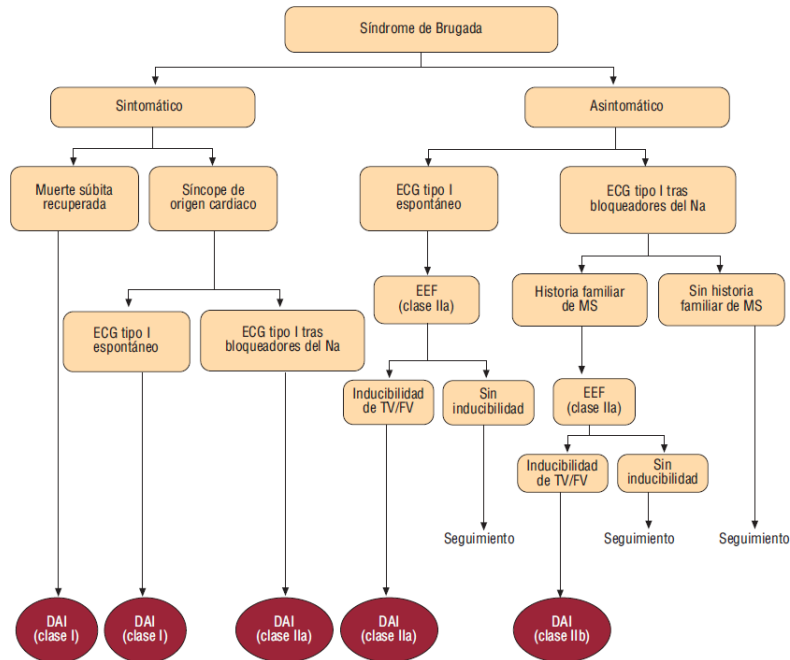 Síndrome de Brugada
Sintomático
Asintomático
Muerte súbita
recuperada
Síncope de
origen cardiaco
ECG tipo I
espontáneo
ECG tipo I tras
bloqueadores del Na
EEF
(clase IIa)
Historia familiar
de MS
Sin historia
familiar de MS
ECG tipo I
espontáneo
ECG tipo I tras
bloqueadores del Na
Inducibilidad
de TV/FV
Sin
inducibilidad
EEF
(clase IIa)
Inducibilidad
de TV/FV
Sin
inducibilidad
Seguimiento
Seguimiento
Seguimiento
DAI
(clase I)
DAI
(clase I)
DAI
(clase IIa)
DAI
(clase IIa)
DAI
(clase IIb)